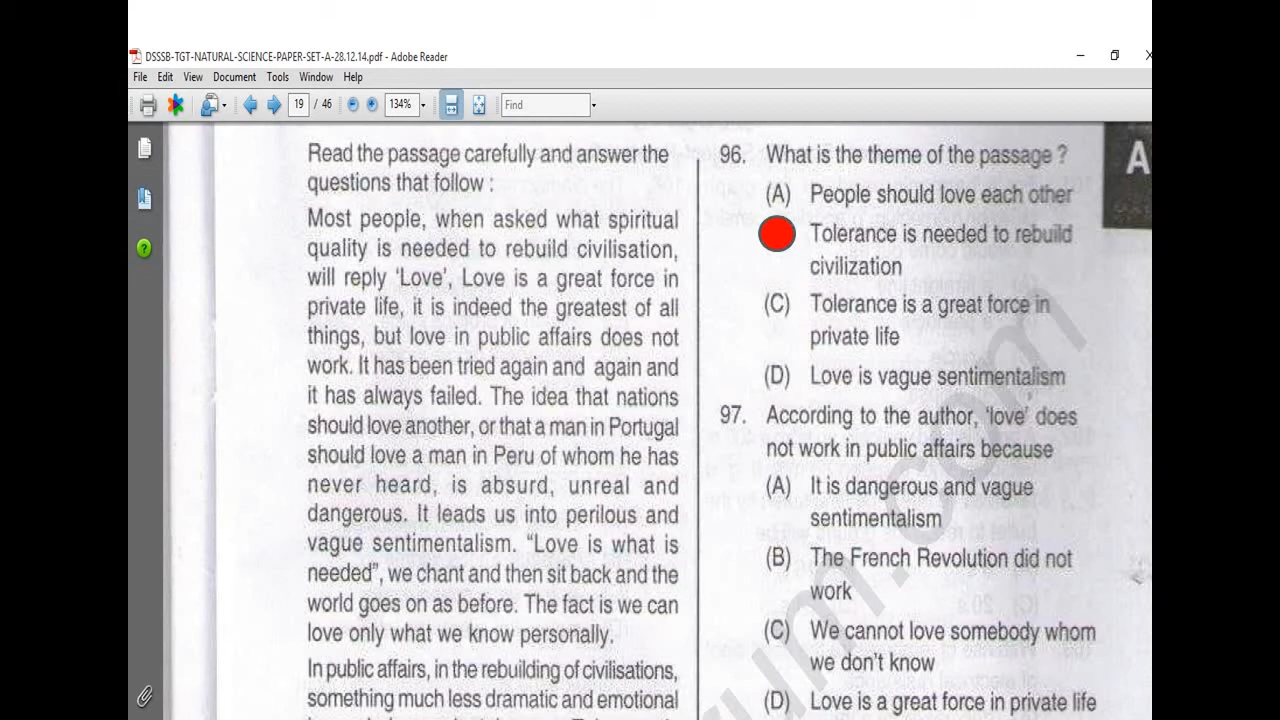 DSSSB-TGT-NATURAL-SCIENCE-PAPER-SET-A-28.12.14.pdf - Adobe Reader
File Edit View Document Tools Window Help
19 / 46 134% Find
Read the passage carefully and answer the
questions that follow :
Most people, when asked what spiritual
quality is needed to rebuild civilisation,
will reply ‘Love’, Love is a great force in
private life, it is indeed the greatest of all
things, but love in public affairs does not
work. It has been tried again and again and
it has always failed. The idea that nations
should love another, or that a man in Portugal
should love a man in Peru of whom he has
never heard, is absurd, unreal and
dangerous. It leads us into perilous and
vague sentimentalism. “Love is what is
needed”, we chant and then sit back and the
world goes on as before. The fact is we can
love only what we know personally.
In public affairs, in the rebuilding of civilisations,
something much less dramatic and emotional
96. What is the theme of the passage ?
(A) People should love each other
Tolerance is needed to rebuild
civilization
(C) Tolerance is a great force in
private life
(D) Love is vague sentimentalism
97. According to the author, ‘love’ does
not work in public affairs because
(A) It is dangerous and vague
sentimentalism
(B) The French Revolution did not
work
(C) We cannot love somebody whom
we don't know
(D) Love is a great force in private life
A
um.com